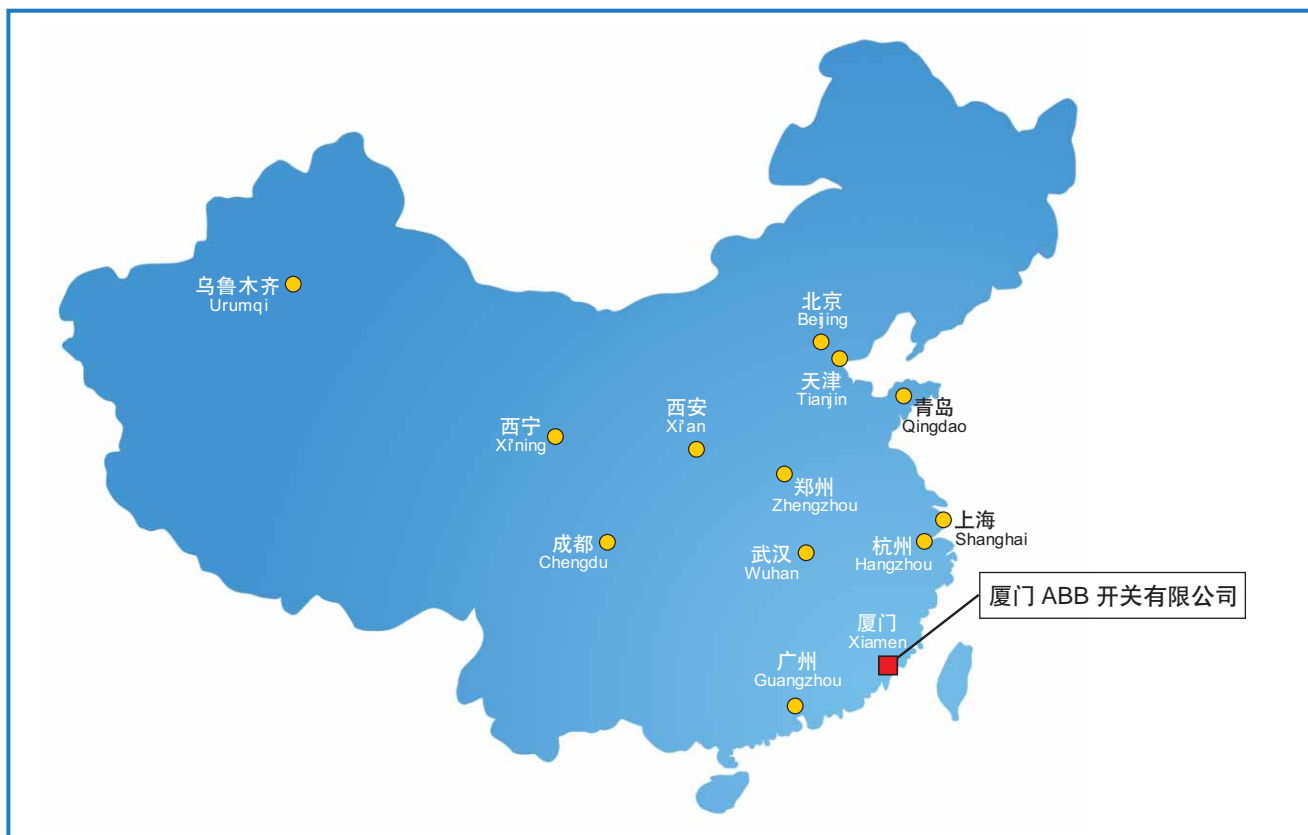 乌鲁木齐
Urumqi
北京
Beijing
天津
Tianjin
青岛
Qingdao
西宁
Xi'ning
西安
Xi'an
郑州
Zhengzhou
上海
Shanghai
成都
Chengdu
武汉
Wuhan
杭州
Hangzhou
厦门 ABB 开关有限公司
厦门
Xiamen
广州
Guangzhou